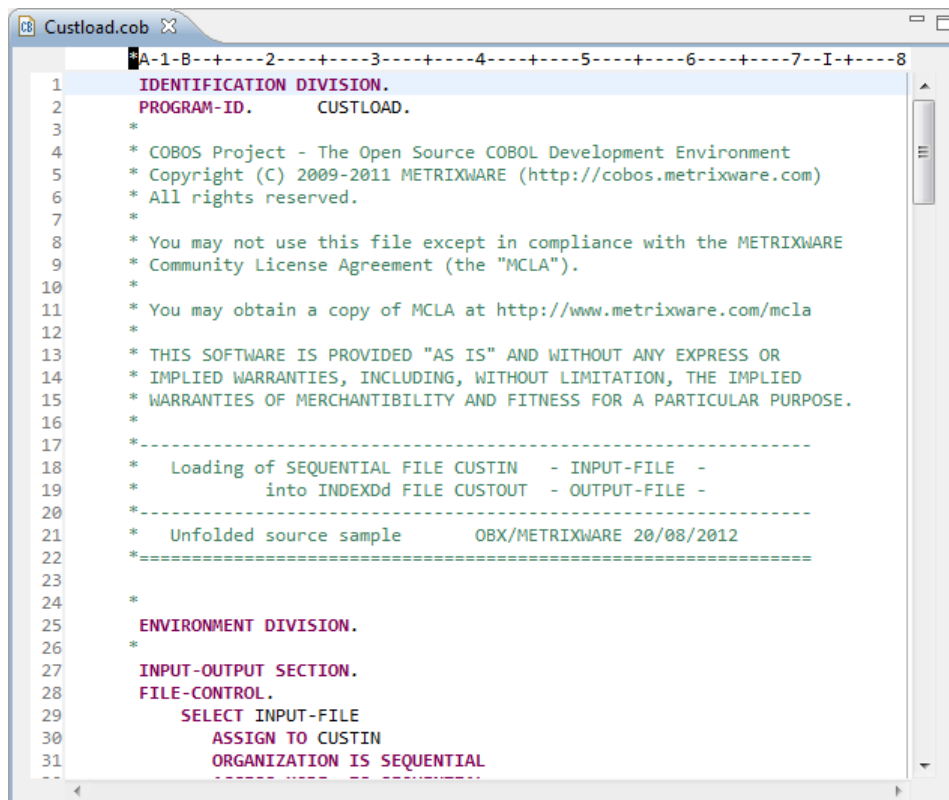 Custload.cob
*A-1-B--+----2----+----3----+----4----+----5----+----6----+----7--I-+----8
1 IDENTIFICATION DIVISION.
2 PROGRAM-ID. CUSTLOAD.
3 *
4 * COBOS Project - The Open Source COBOL Development Environment
5 * Copyright (C) 2009-2011 METRIXWARE (http://cobos.metrixware.com)
6 * All rights reserved.
7 *
8 * You may not use this file except in compliance with the METRIXWARE
9 * Community License Agreement (the "MCLA").
10 *
11 * You may obtain a copy of MCLA at http://www.metrixware.com/mcla
12 *
13 * THIS SOFTWARE IS PROVIDED "AS IS" AND WITHOUT ANY EXPRESS OR
14 * IMPLIED WARRANTIES, INCLUDING, WITHOUT LIMITATION, THE IMPLIED
15 * WARRANTIES OF MERCHANTIBILITY AND FITNESS FOR A PARTICULAR PURPOSE.
16 *
17 *----------------------------------------------------------------
18 * Loading of SEQUENTIAL FILE CUSTIN - INPUT-FILE -
19 * into INDEXDd FILE CUSTOUT - OUTPUT-FILE -
20 *----------------------------------------------------------------
21 * Unfolded source sample OBX/METRIXWARE 20/08/2012
22 *================================================================
23
24 *
25 ENVIRONMENT DIVISION.
26 *
27 INPUT-OUTPUT SECTION.
28 FILE-CONTROL.
29 SELECT INPUT-FILE
30 ASSIGN TO CUSTIN
31 ORGANIZATION IS SEQUENTIAL